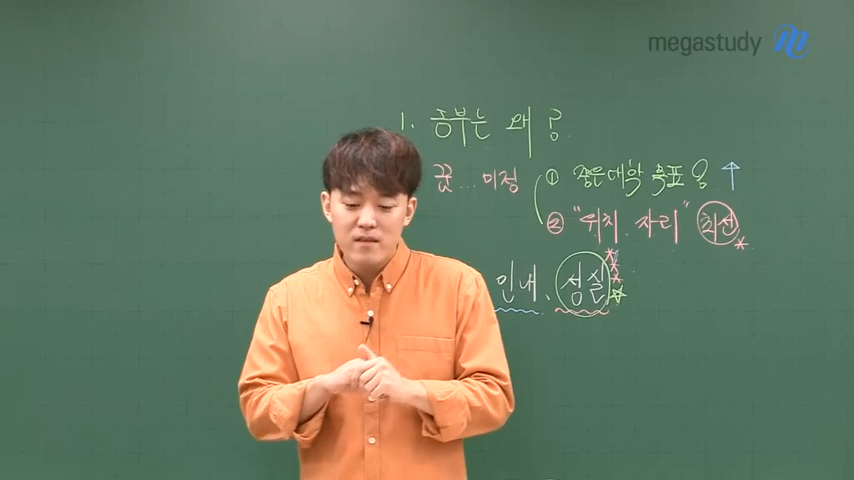 megastudy
1. 공부는 왜?
꿈... 미정
① 좋은대학 목표 응 ↑
② "위치, 자리" 최선
인내, 성실